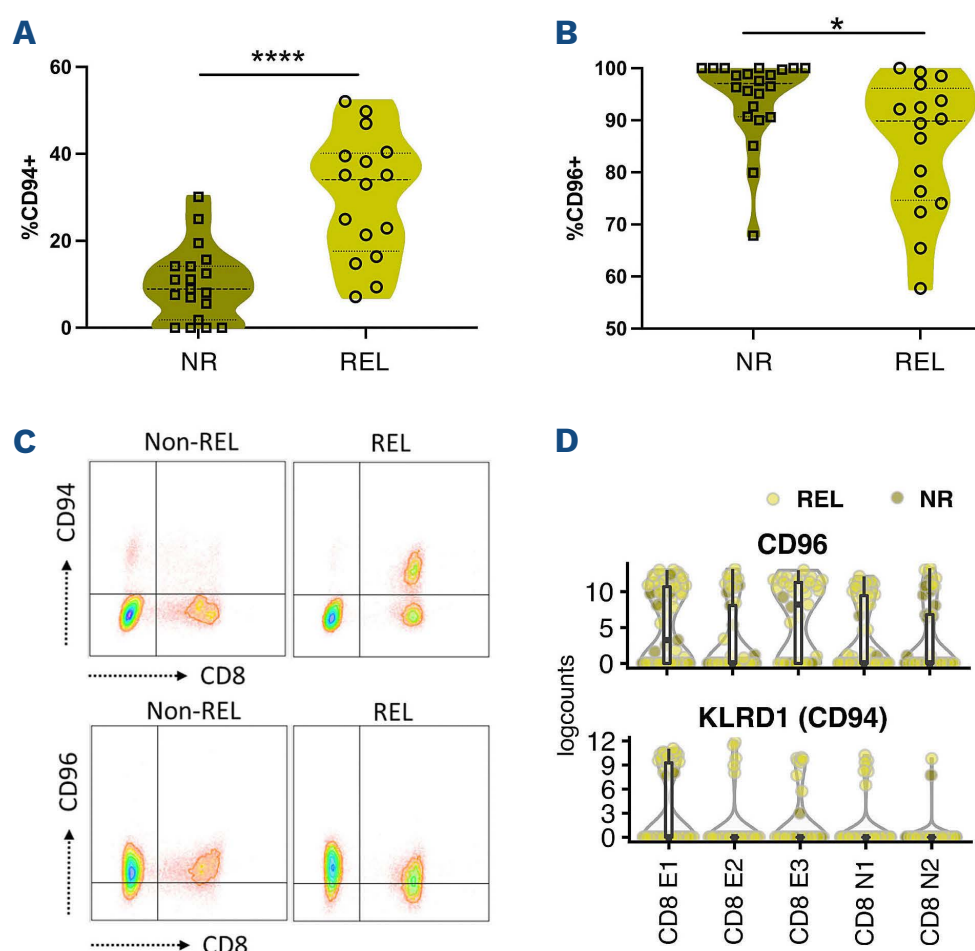 A
****
60
40
20
0
%CD94+
NR
REL
B
*
100
90
80
70
60
50
%CD96+
NR
REL
C
Non-REL
REL
CD94
CD8
Non-REL
REL
CD96
CD8
D
REL
NR
CD96
10
5
0
logcounts
KLRD1 (CD94)
12
9
6
3
0
CD8 E1
CD8 E2
CD8 E3
CD8 N1
CD8 N2